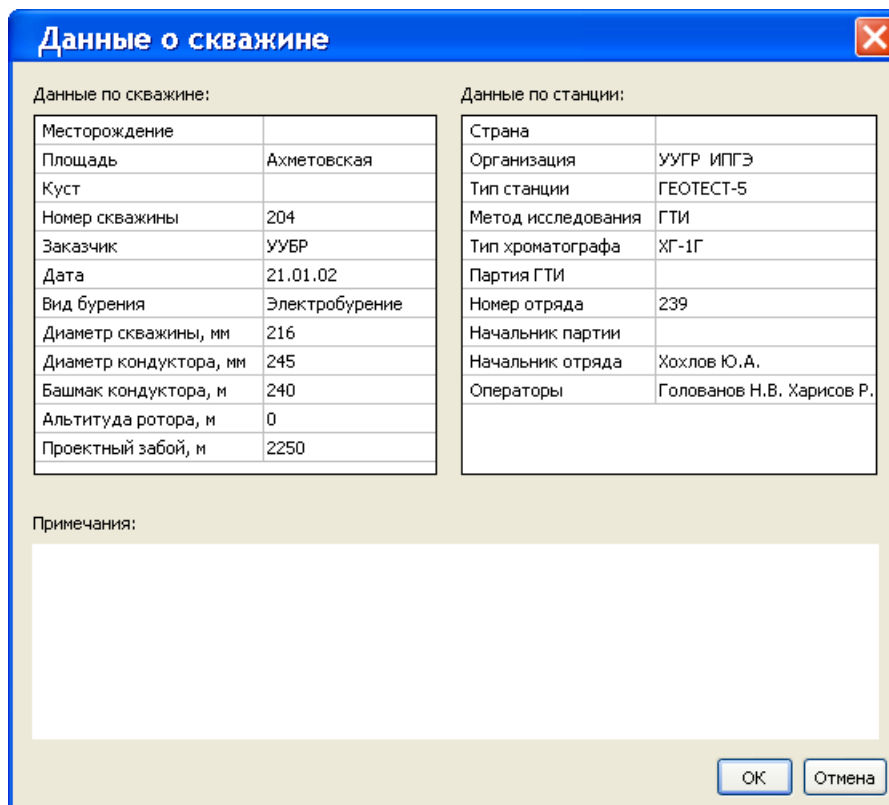 Данные о скважине
Данные по скважине:
Месторождение
Площадь Ахметовская
Куст
Номер скважины 204
Заказчик УУБР
Дата 21.01.02
Вид бурения Электробурение
Диаметр скважины, мм 216
Диаметр кондуктора, мм 245
Башмак кондуктора, м 240
Альтитуда ротора, м 0
Проектный забой, м 2250
Данные по станции:
Страна
Организация УУГР ИПГЭ
Тип станции ГЕОТЕСТ-5
Метод исследования ГТИ
Тип хроматографа ХГ-1Г
Партия ГТИ
Номер отряда 239
Начальник партии
Начальник отряда Хохлов Ю.А.
Операторы Голованов Н.В. Харисов Р.
Примечания:
ОК Отмена